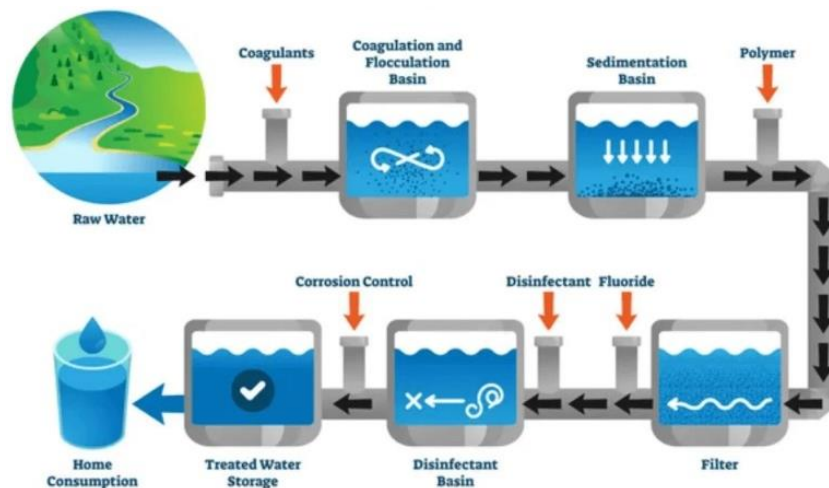 Coagulants
Coagulation and
Flocculation
Basin
Sedimentation
Basin
Polymer
Raw Water
Corrosion Control
Disinfectant
Fluoride
Home
Consumption
Treated Water
Storage
Disinfectant
Basin
Filter